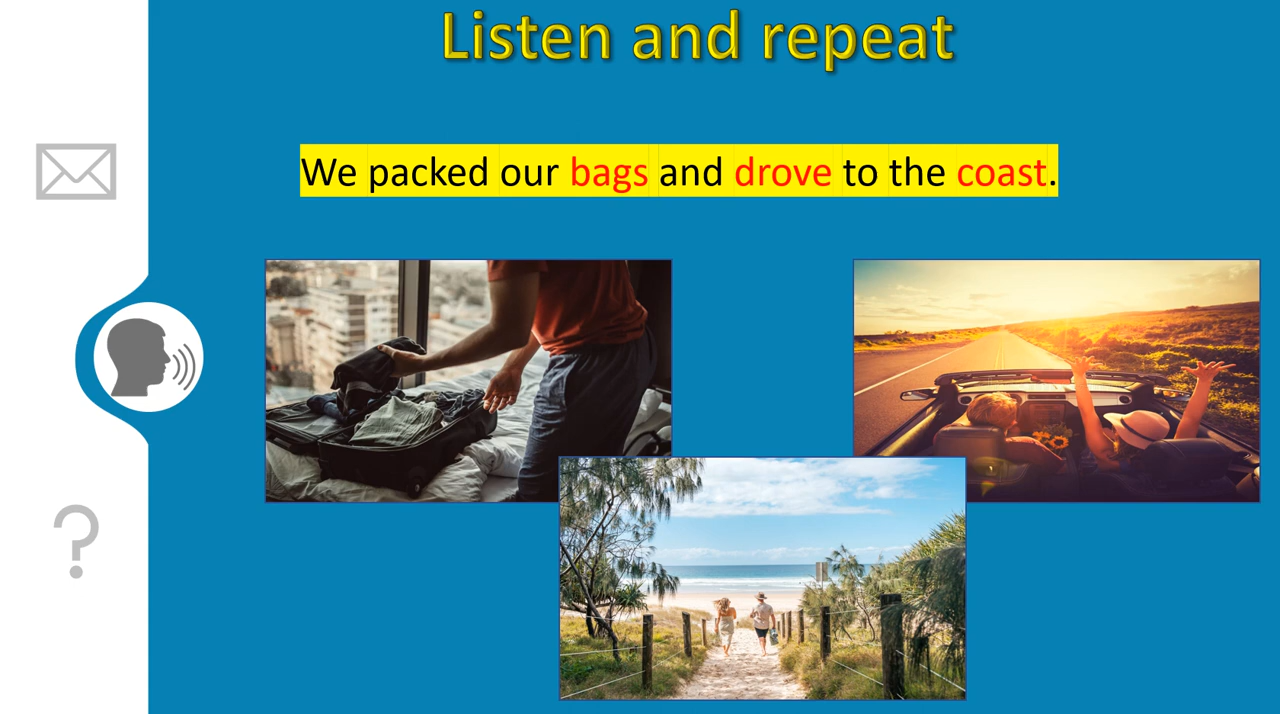 Listen and repeat
We packed our bags and drove to the coast.